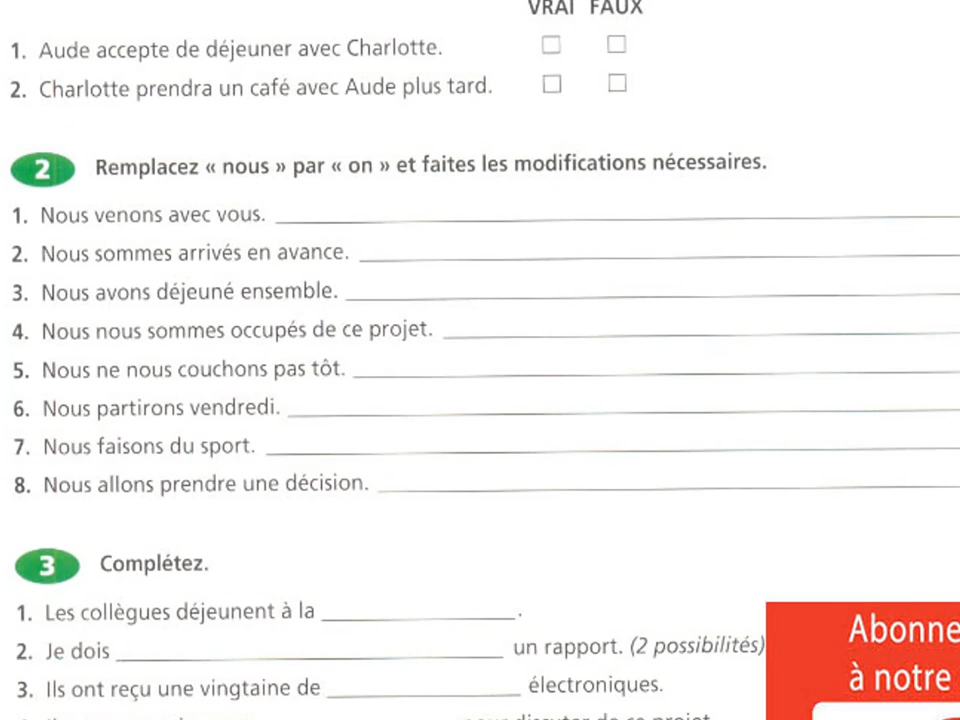 VRAI FAUX
1. Aude accepte de déjeuner avec Charlotte. ☐ ☐
2. Charlotte prendra un café avec Aude plus tard. ☐ ☐
2 Remplacez « nous » par « on » et faites les modifications nécessaires.
1. Nous venons avec vous.
2. Nous sommes arrivés en avance.
3. Nous avons déjeuné ensemble.
4. Nous nous sommes occupés de ce projet.
5. Nous ne nous couchons pas tôt.
6. Nous partirons vendredi.
7. Nous faisons du sport.
8. Nous allons prendre une décision.
3 Complétez.
1. Les collègues déjeunent à la ____________.
2. Je dois ____________ un rapport. (2 possibilités)
3. Ils ont reçu une vingtaine de ____________ électroniques.
Abonne
à notre